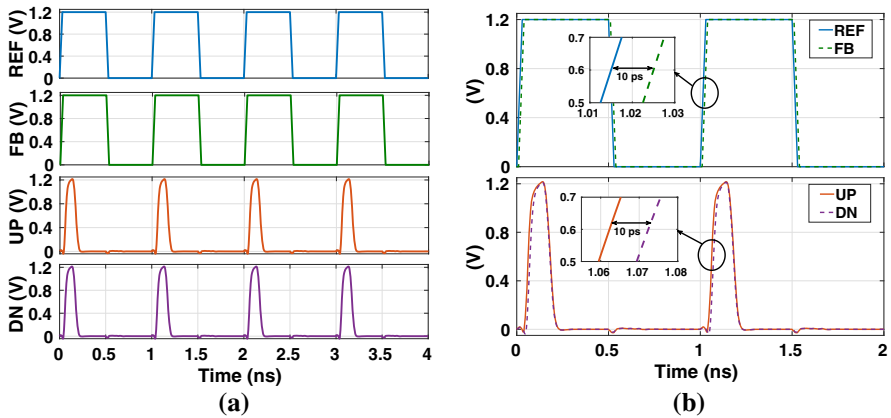 REF (V)
1.2
0.8
0.4
0
FB (V)
1.2
0.8
0.4
0
UP (V)
1.2
0.8
0.4
0
DN (V)
1.2
0.8
0.4
0
0 0.5 1 1.5 2 2.5 3 3.5 4
Time (ns)
(a)
(V)
1.2
0.8
0.4
0
REF
FB
0.7
0.6
0.5
10 ps
1.01 1.02 1.03
(V)
1.2
0.8
0.4
0
UP
DN
0.7
0.6
0.5
10 ps
1.06 1.07 1.08
0 0.5 1 1.5 2
Time (ns)
(b)